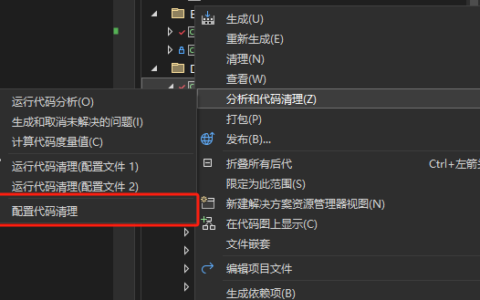 生成(U)
重新生成(E)
清理(N)
查看(W)
分析和代码清理(Z)
打包(P)
发布(B)...
折叠所有后代 Ctrl+左箭头
限定为此范围(S)
新建解决方案资源管理器视图(N)
在代码图上显示(C)
文件嵌套
编辑项目文件
生成依赖项(B)
运行代码分析(O)
生成和取消未解决的问题(I)
计算代码度量值(C)
运行代码清理(配置文件 1)
运行代码清理(配置文件 2)
配置代码清理